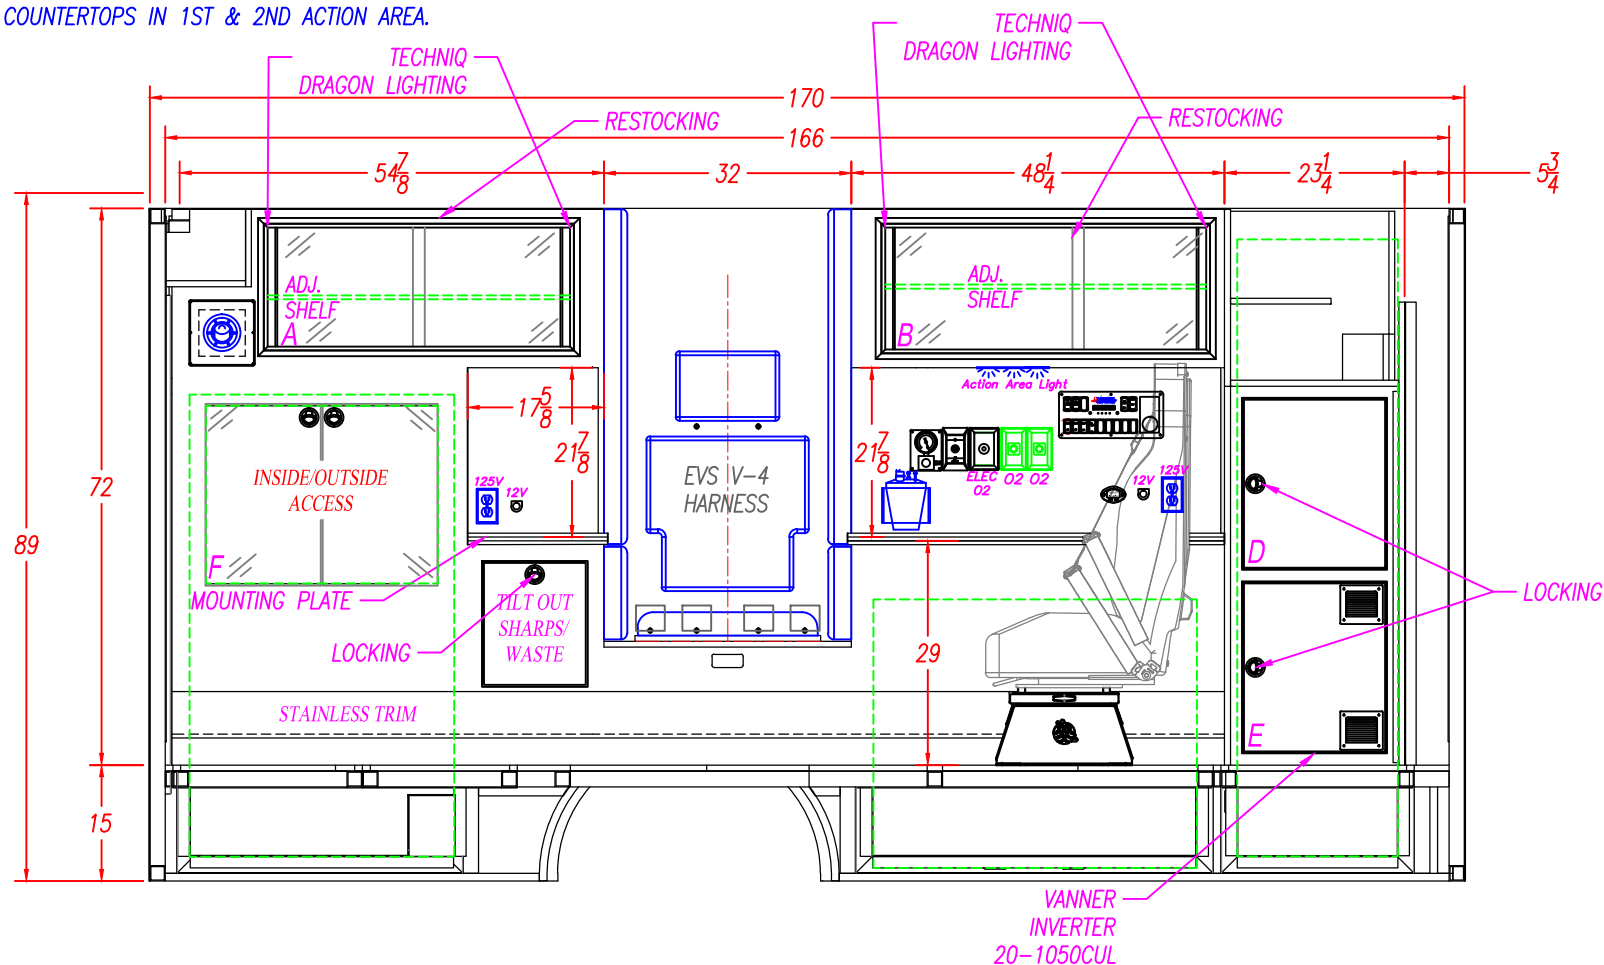 COUNTERTOPS IN 1ST & 2ND ACTION AREA.
TECHNIQ
DRAGON LIGHTING
TECHNIQ
DRAGON LIGHTING
RESTOCKING
RESTOCKING
170
166
54 7/8
32
48 1/4
23 1/4
5 3/4
ADJ.
SHELF
A
ADJ.
SHELF
B
Action Area Light
17 5/8
21 7/8
21 7/8
EVS V-4
HARNESS
INSIDE/OUTSIDE
ACCESS
F
125V
12V
ELEC
O2
O2
O2
12V
125V
72
89
15
D
E
LOCKING
MOUNTING PLATE
LOCKING
TILT OUT
SHARPS/
WASTE
29
STAINLESS TRIM
VANNER
INVERTER
20-1050CUL